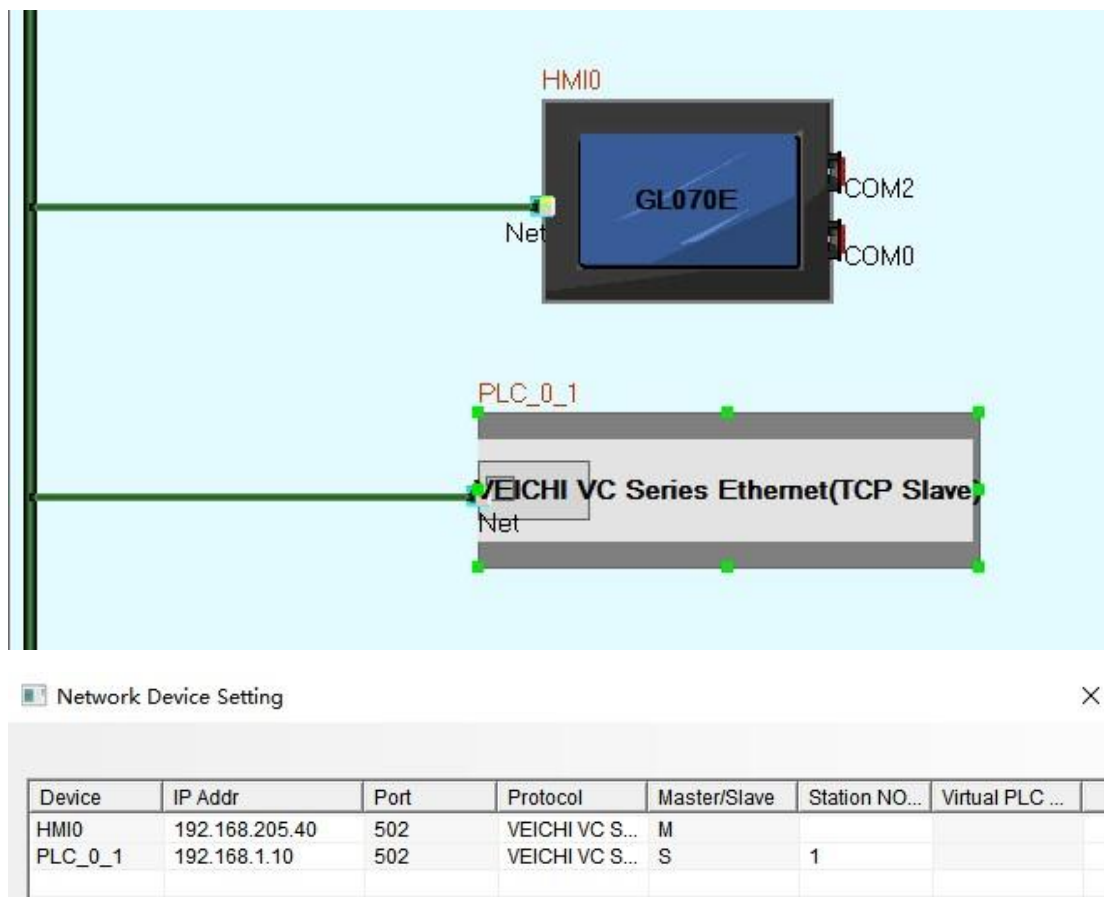 HMI0
GL070E
COM2
Net
COM0
PLC_0_1
VEICHI VC Series Ethernet(TCP Slave)
Net
Network Device Setting
Device IP Addr Port Protocol Master/Slave Station NO... Virtual PLC ...
HMI0 192.168.205.40 502 VEICHI VC S... M
PLC_0_1 192.168.1.10 502 VEICHI VC S... S 1